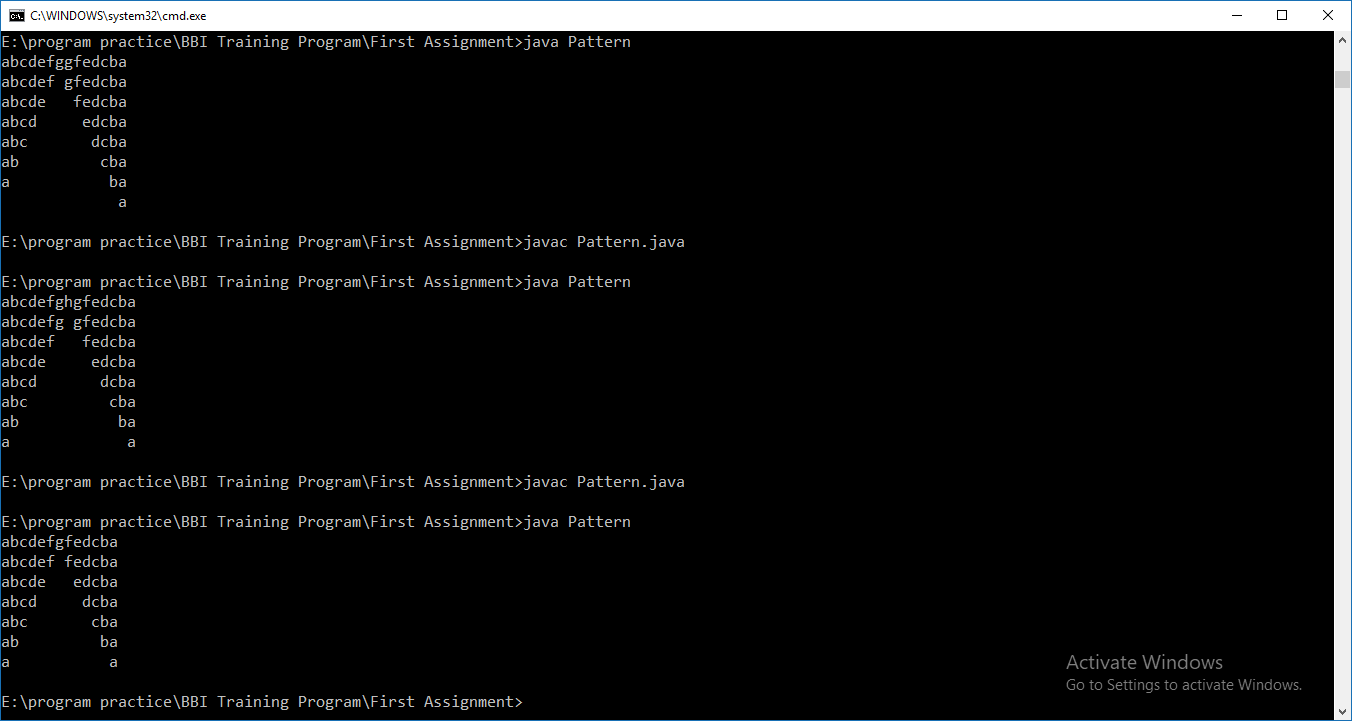 C:\WINDOWS\system32\cmd.exe
E:\program practice\BBI Training Program\First Assignment>java Pattern
abcdefggfedcba
abcdef gfedcba
abcde   fedcba
abcd     edcba
abc       dcba
ab         cba
a           ba
             a
E:\program practice\BBI Training Program\First Assignment>javac Pattern.java
E:\program practice\BBI Training Program\First Assignment>java Pattern
abcdefghgfedcba
abcdefg gfedcba
abcdef   fedcba
abcde     edcba
abcd       dcba
abc         cba
ab           ba
a             a
E:\program practice\BBI Training Program\First Assignment>javac Pattern.java
E:\program practice\BBI Training Program\First Assignment>java Pattern
abcdefgfedcba
abcdef fedcba
abcde   edcba
abcd     dcba
abc       cba
ab         ba
a           a
Activate Windows
Go to Settings to activate Windows.
E:\program practice\BBI Training Program\First Assignment>